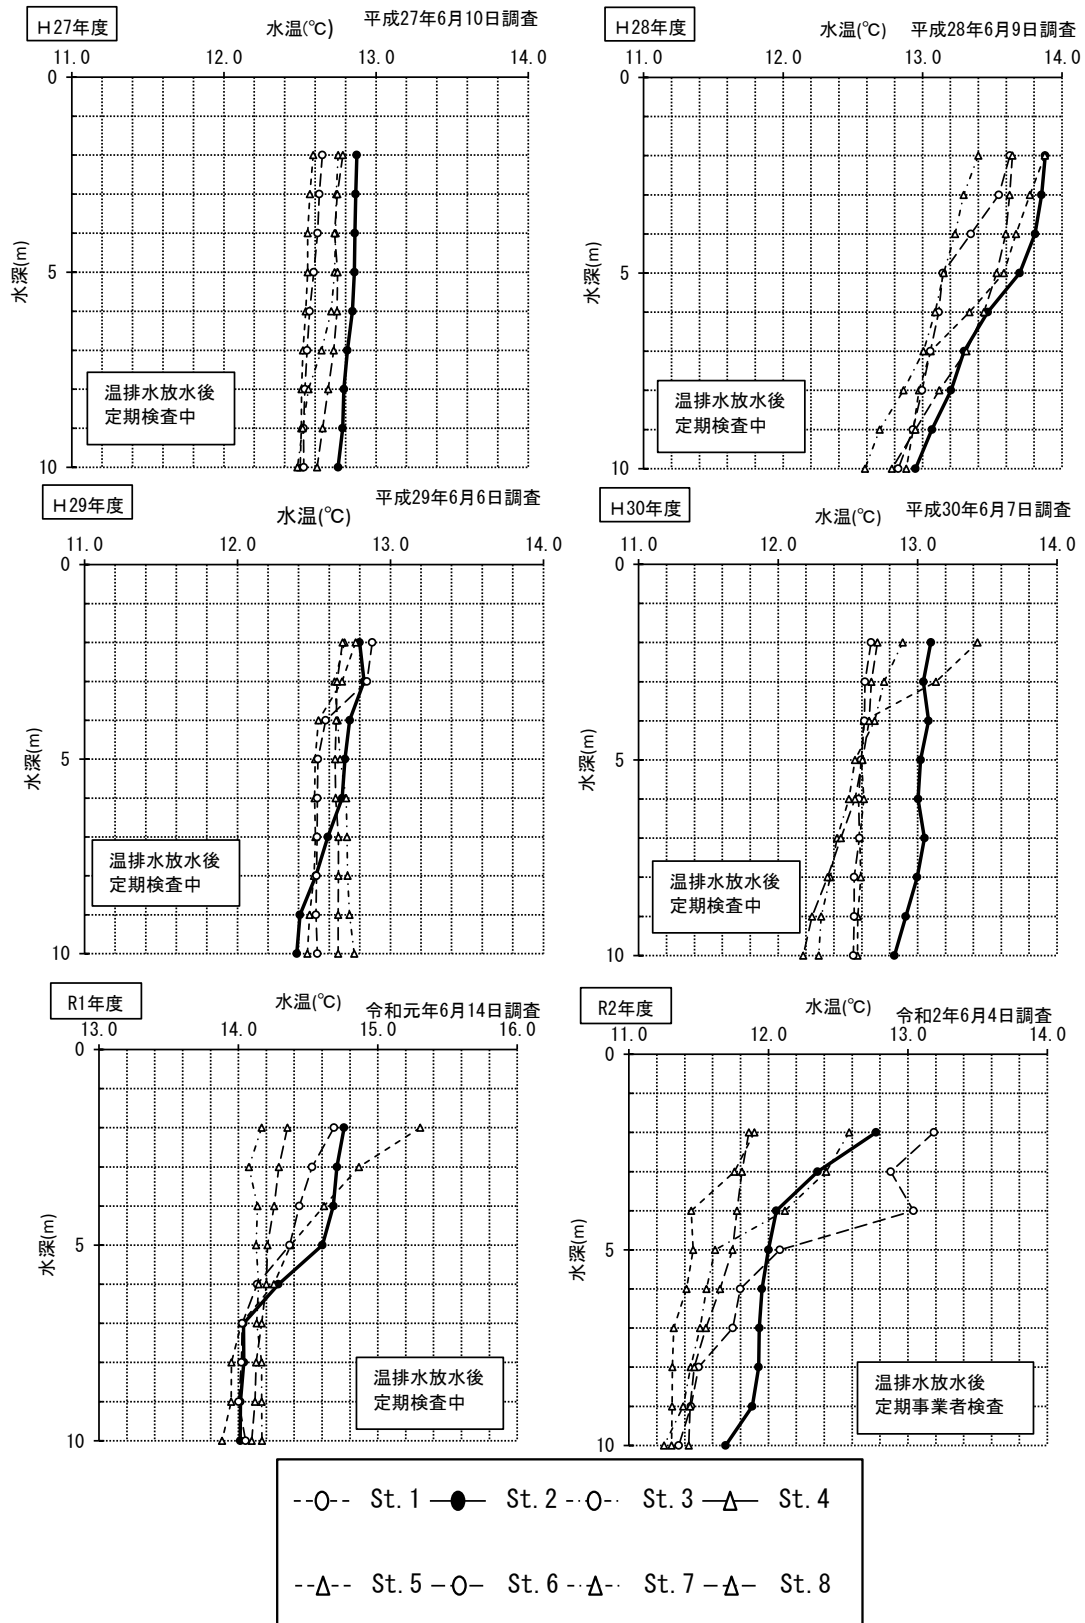 H27年度
水温(℃)
平成27年6月10日調査
11.0 12.0 13.0 14.0
0
5
10
水深(m)
温排水放水後
定期検査中
H28年度
水温(℃)
平成28年6月9日調査
11.0 12.0 13.0 14.0
0
5
10
水深(m)
温排水放水後
定期検査中
H29年度
水温(℃)
平成29年6月6日調査
11.0 12.0 13.0 14.0
0
5
10
水深(m)
温排水放水後
定期検査中
H30年度
水温(℃)
平成30年6月7日調査
11.0 12.0 13.0 14.0
0
5
10
水深(m)
温排水放水後
定期検査中
R1年度
水温(℃)
令和元年6月14日調査
13.0 14.0 15.0 16.0
0
5
10
水深(m)
温排水放水後
定期検査中
R2年度
水温(℃)
令和2年6月4日調査
11.0 12.0 13.0 14.0
0
5
10
水深(m)
温排水放水後
定期事業者検査
St.1 St.2 St.3 St.4
St.5 St.6 St.7 St.8